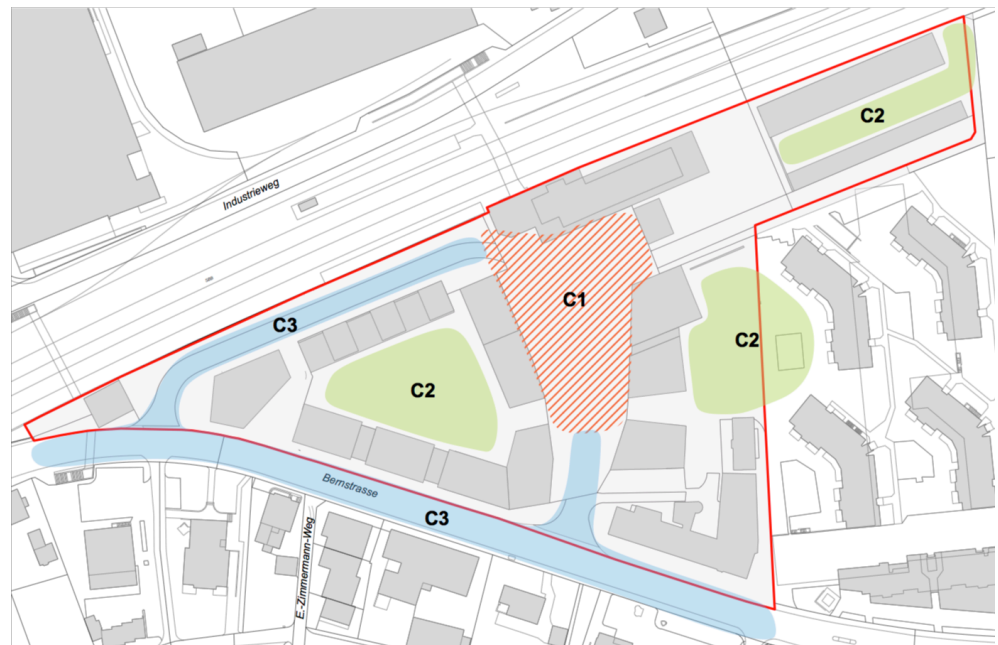 C2
Industrieweg
C1
C3
C2
C2
Bernstrasse
C3
E.-Zimmermann-Weg